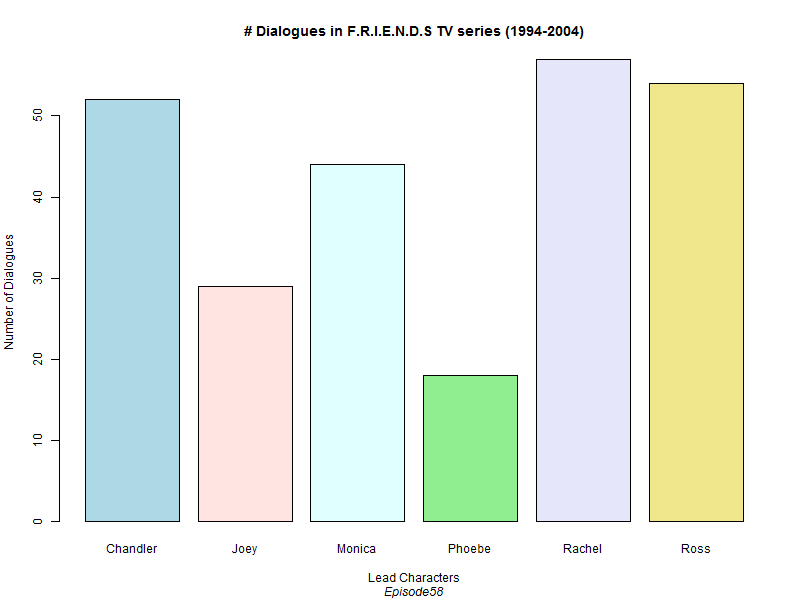 # Dialogues in F.R.I.E.N.D.S TV series (1994-2004)
Number of Dialogues
50
40
30
20
10
0
Chandler Joey Monica Phoebe Rachel Ross
Lead Characters
Episode58